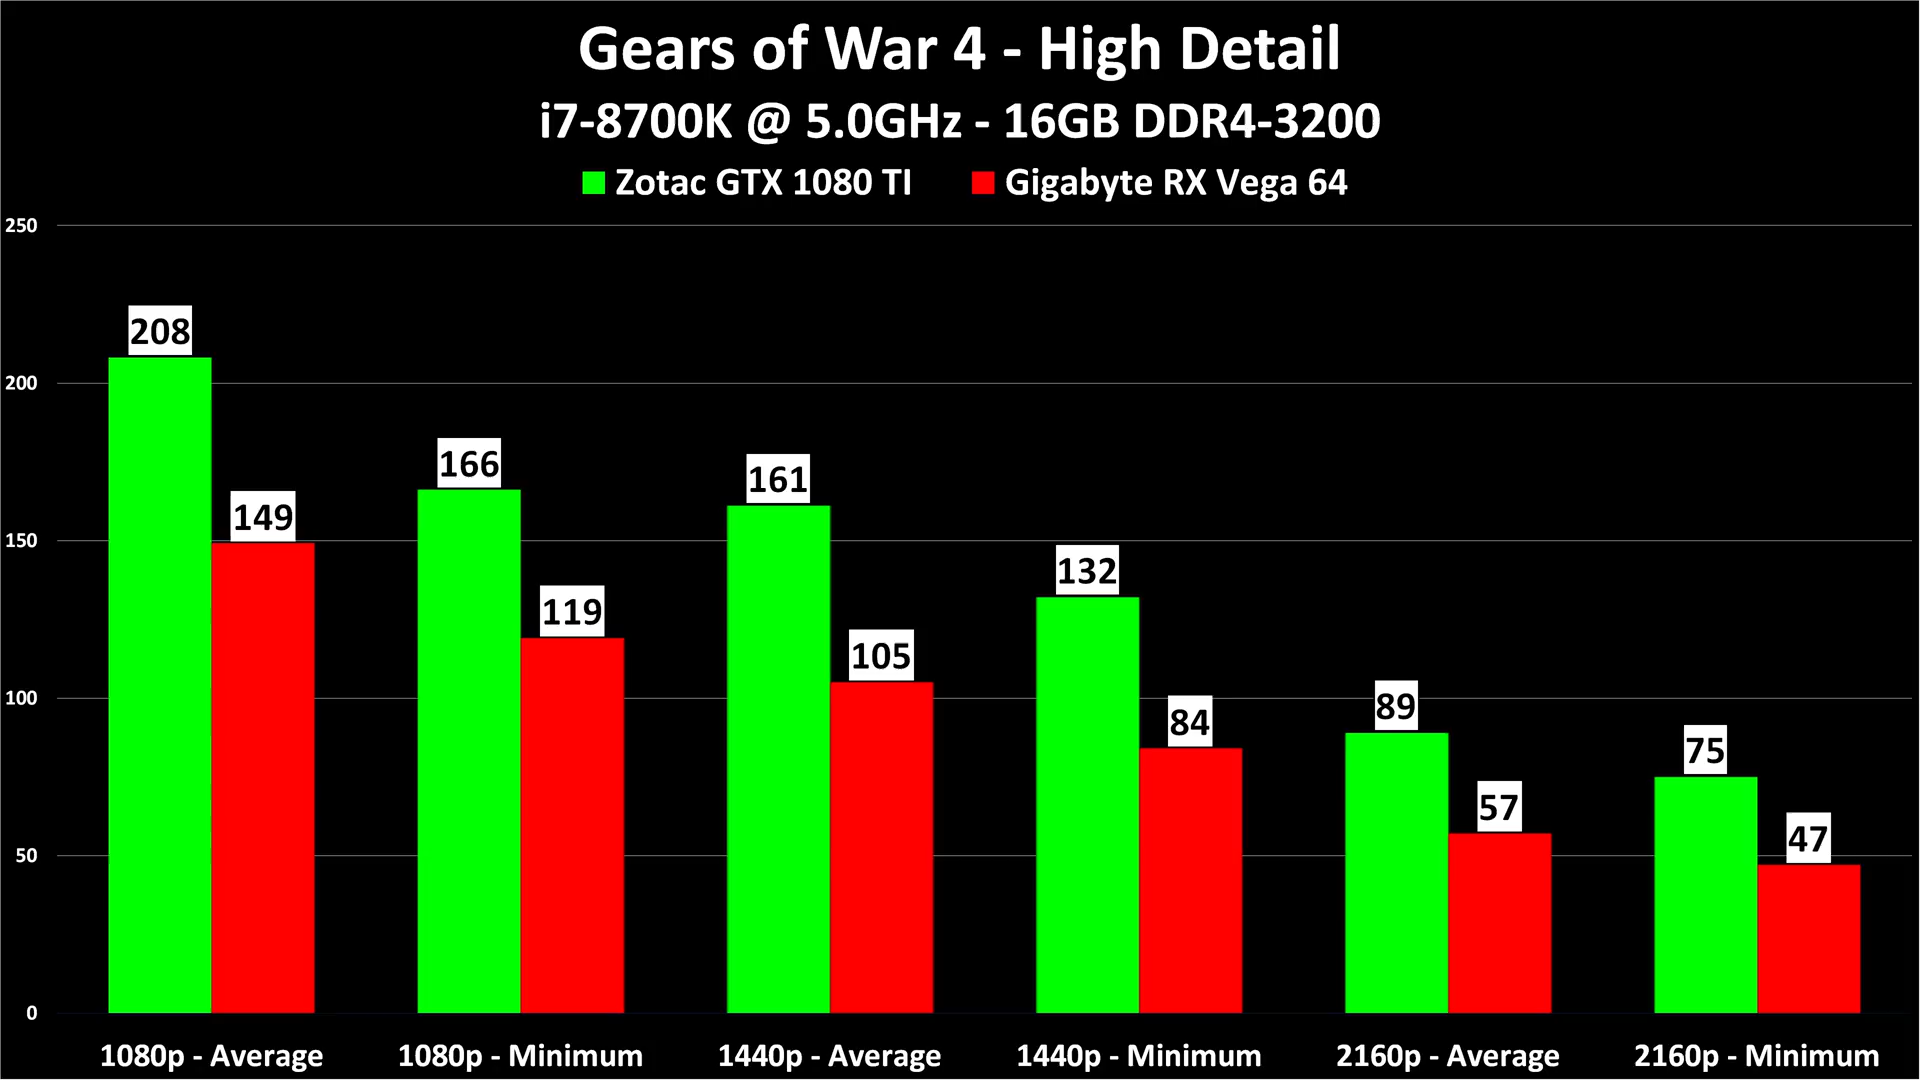 Gears of War 4 - High Detail
i7-8700K @ 5.0GHz - 16GB DDR4-3200
Zotac GTX 1080 TI
Gigabyte RX Vega 64
250
200
150
100
50
0
208
149
166
119
161
105
132
84
89
57
75
47
1080p - Average
1080p - Minimum
1440p - Average
1440p - Minimum
2160p - Average
2160p - Minimum